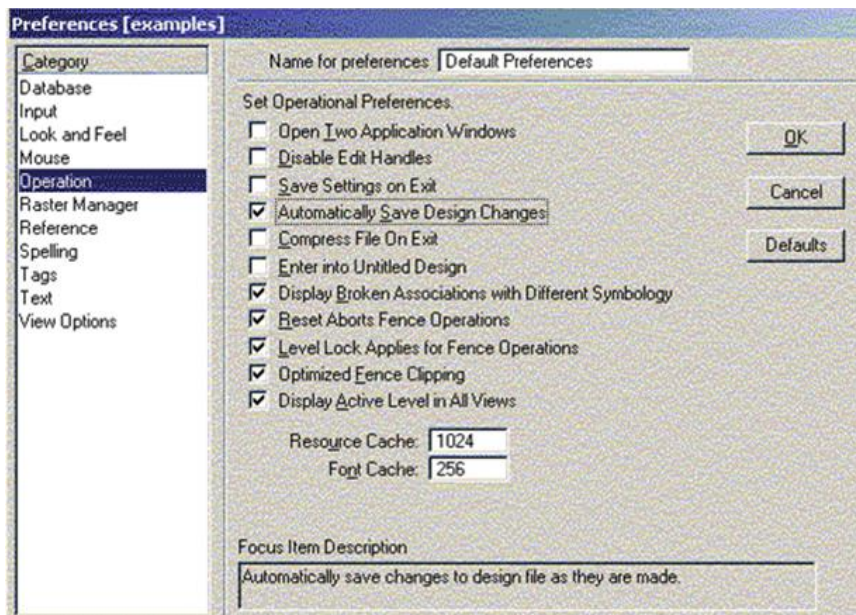 Preferences [examples]
Category
Database
Input
Look and Feel
Mouse
Operation
Raster Manager
Reference
Spelling
Tags
Text
View Options
Name for preferences Default Preferences
Set Operational Preferences.
Open Two Application Windows
Disable Edit Handles
Save Settings on Exit
Automatically Save Design Changes
Compress File On Exit
Enter into Untitled Design
Display Broken Associations with Different Symbology
Reset Aborts Fence Operations
Level Lock Applies for Fence Operations
Optimized Fence Clipping
Display Active Level in All Views
Resource Cache: 1024
Font Cache: 256
OK
Cancel
Defaults
Focus Item Description
Automatically save changes to design file as they are made.